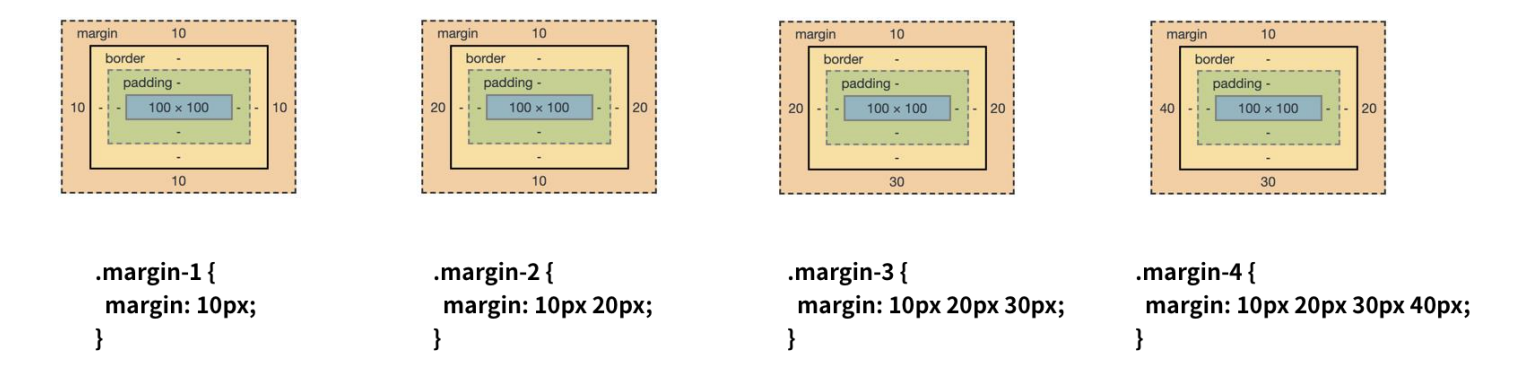 margin 10
border -
padding -
10 - - 100 × 100 - - 10
-
-
10
margin 10
border -
padding -
20 - - 100 × 100 - - 20
-
-
10
margin 10
border -
padding -
20 - - 100 × 100 - - 20
-
-
30
margin 10
border -
padding -
40 - - 100 × 100 - - 20
-
-
30
.margin-1 {
margin: 10px;
}
.margin-2 {
margin: 10px 20px;
}
.margin-3 {
margin: 10px 20px 30px;
}
.margin-4 {
margin: 10px 20px 30px 40px;
}